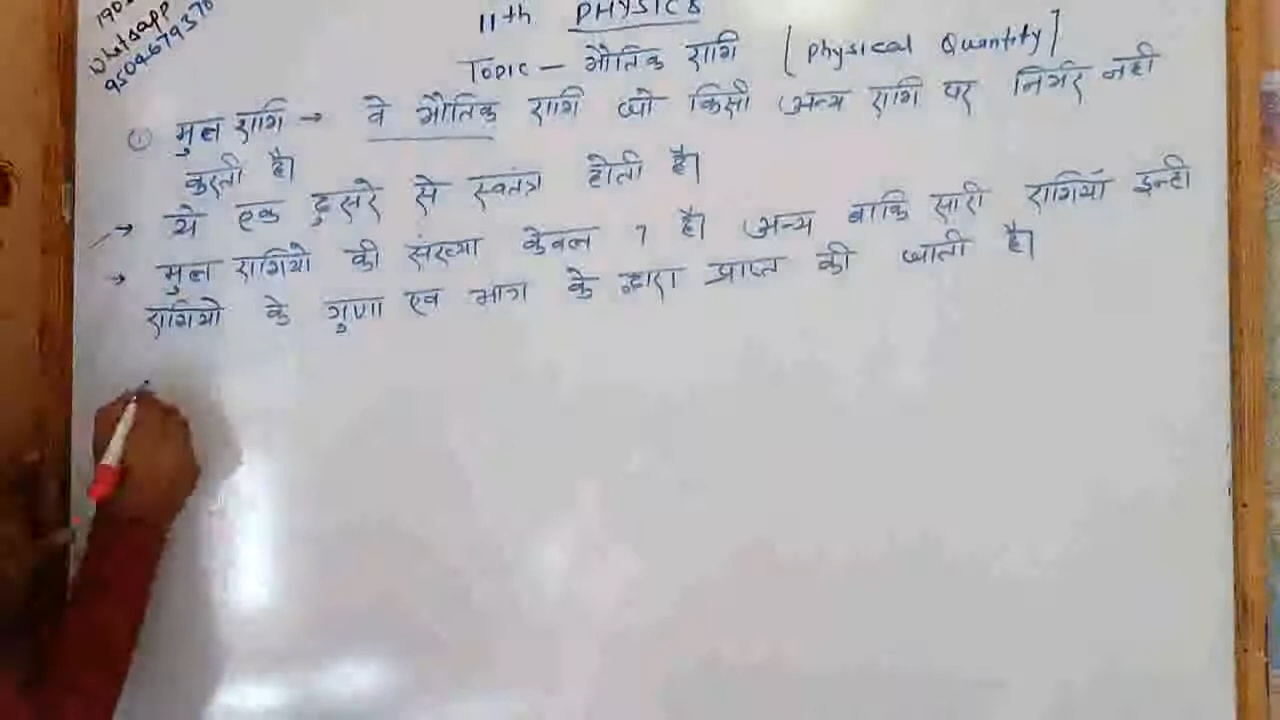 Whatsapp
11th PHYSICS
Topic – भौतिक राशि [Physical Quantity]
① मुल राशि → वे भौतिक राशि जो किसी अन्य राशि पर निर्भर नही
करती है।
→ ये एक दुसरे से स्वतंत्र होती है।
→ मुल राशियो की संख्या केवल 7 है। अन्य बाकि सारी राशियाँ इन्ही
राशियो के गुणा एव भाग के द्वारा प्राप्त की जाती है।